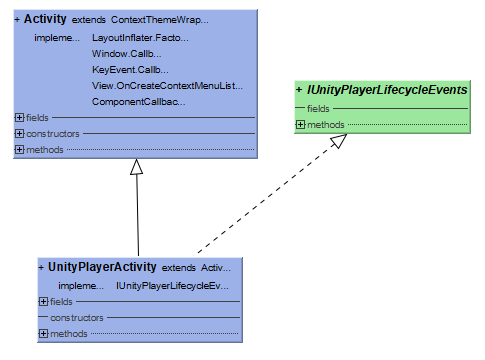 + Activity extends ContextThemeWrap...
impleme... LayoutInflater.Facto...
Window.Callb...
KeyEvent.Callb...
View.OnCreateContextMenuList...
ComponentCallbac...
fields
constructors
methods
+ IUnityPlayerLifecycleEvents
fields
methods
+ UnityPlayerActivity extends Activ...
impleme... IUnityPlayerLifecycleEv...
fields
constructors
methods